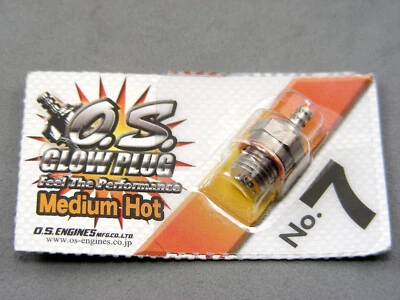 O.S.
GLOW PLUG
Feel The Performance
Medium Hot
O.S.ENGINES MFG.CO.LTD.
www.os-engines.co.jp
No. 7